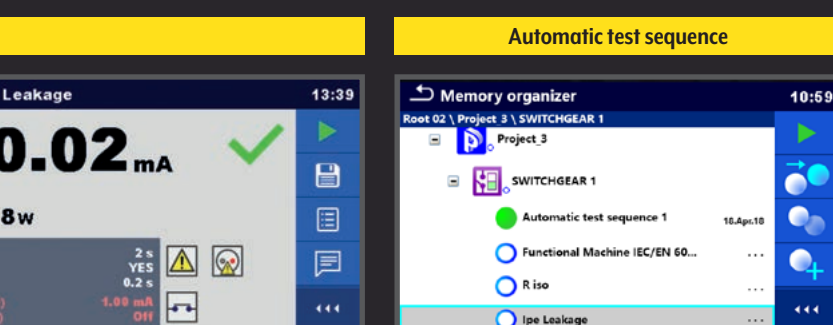 Automatic test sequence
Leakage 13:39
0.02 mA
8w
2 s
YES
0.2 s
1.00 mA
Off
Memory organizer 10:59
Root 02 \ Project 3 \ SWITCHGEAR 1
Project_3
SWITCHGEAR 1
Automatic test sequence 1 18.Apr.18
Functional Machine IEC/EN 60... ...
R iso ...
Ipe Leakage ...